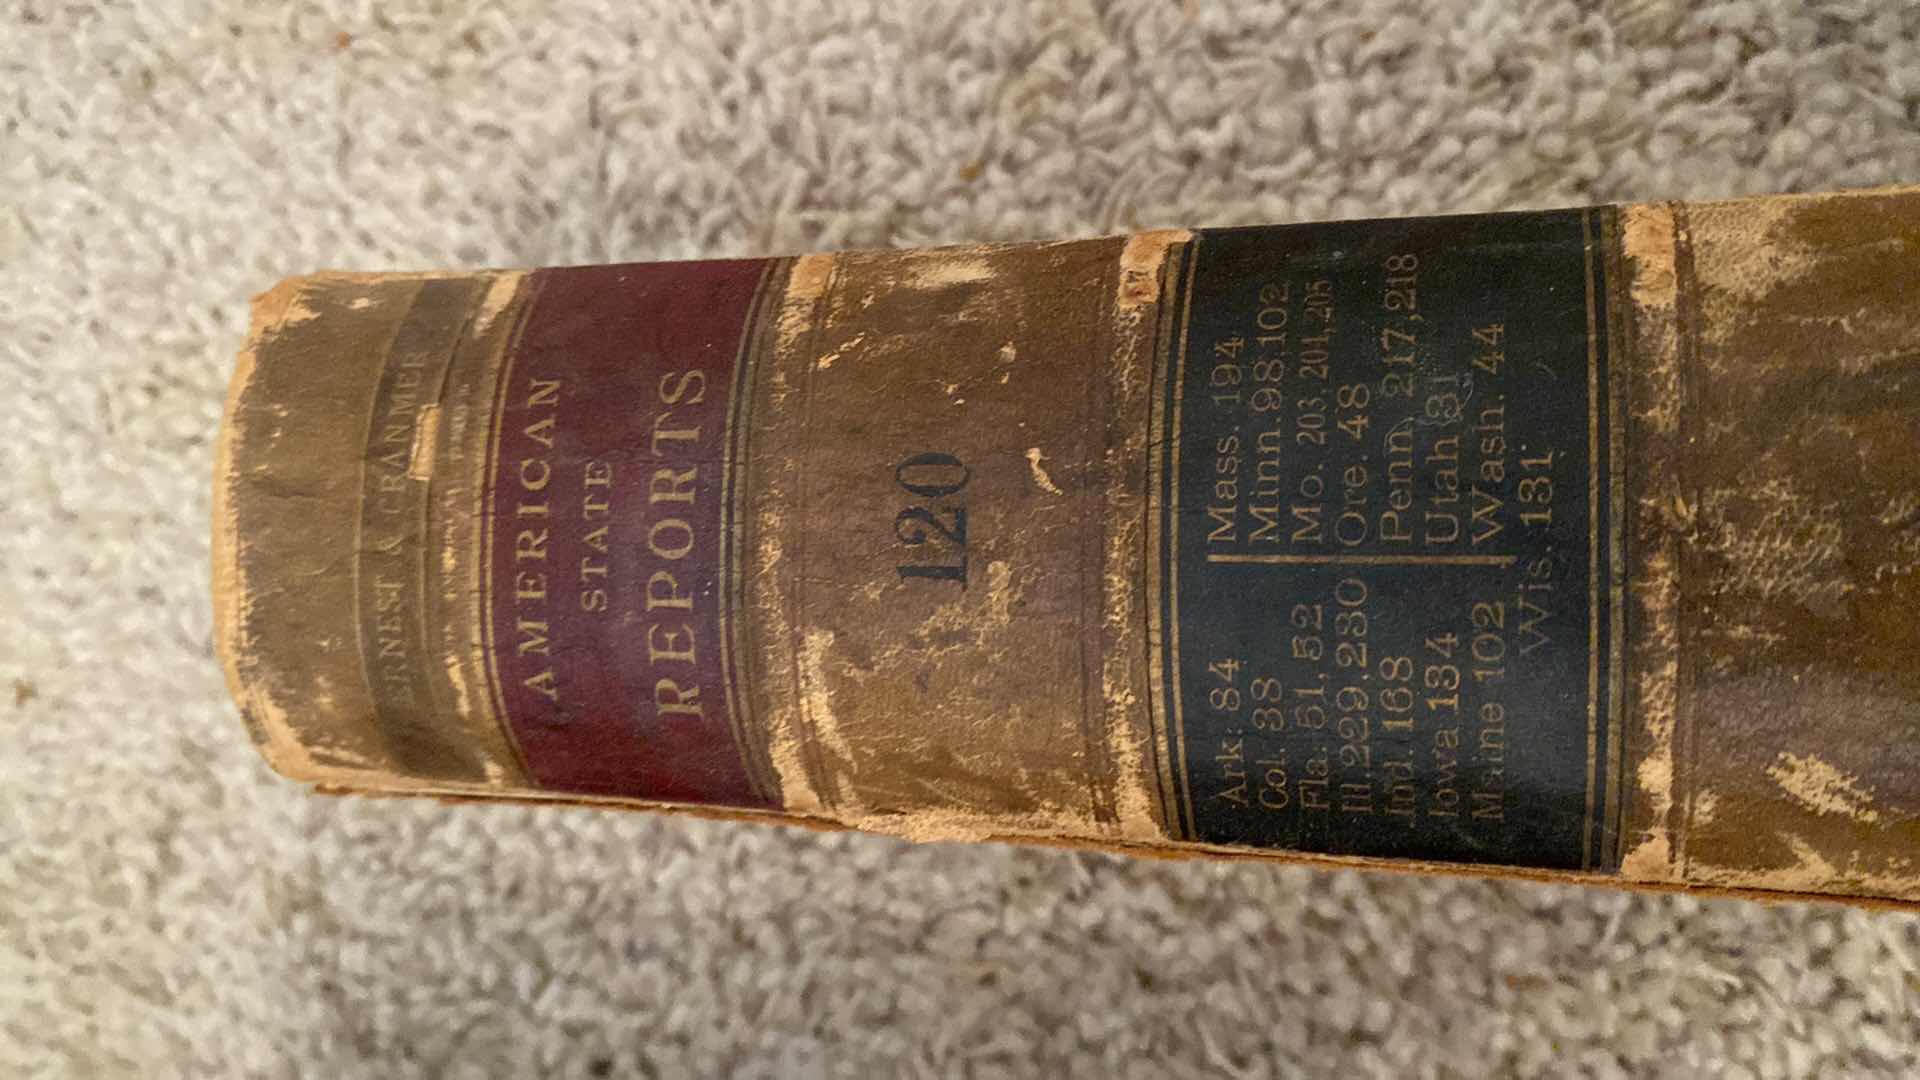 ERNEST & CRANMER
AMERICAN
STATE
REPORTS
120
Ark. 84
Col. 38
Fla. 51, 52
Ill. 229, 230
Ind. 168
Iowa 134
Maine 102
Mass. 194
Minn. 98, 102
Mo. 203, 204, 205
Ore. 48
Penn. 217, 218
Utah 31
Wash. 44
Wis. 131